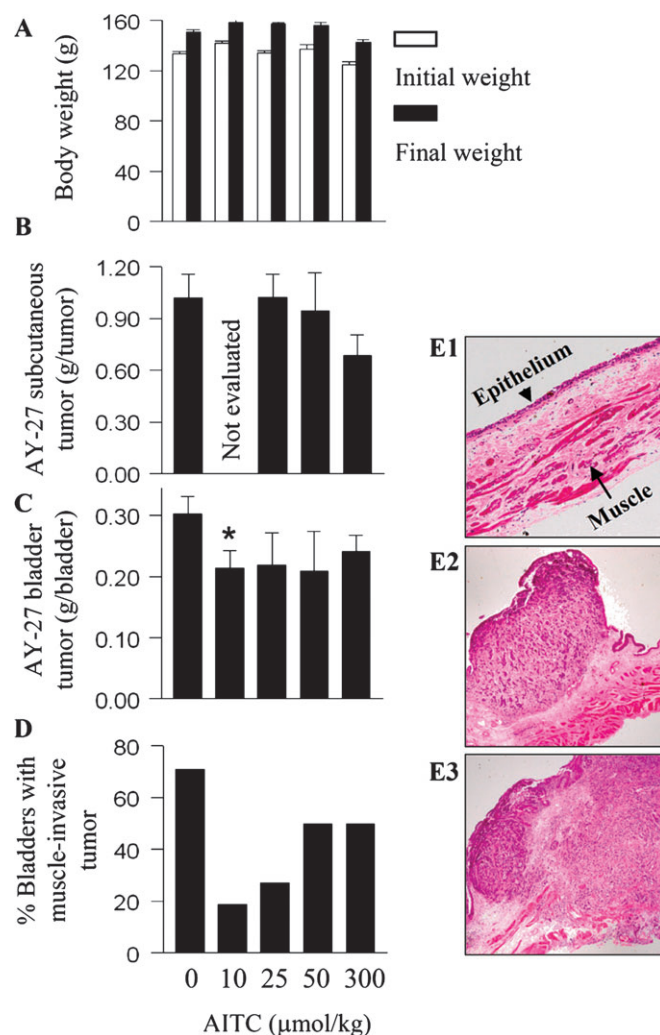 A
Body weight (g)
160
120
80
40
0
Initial weight
Final weight
B
AY-27 subcutaneous
tumor (g/tumor)
1.20
0.90
0.60
0.30
0.00
Not evaluated
C
AY-27 bladder
tumor (g/bladder)
0.30
0.20
0.10
0.00
*
D
% Bladders with
muscle-invasive
tumor
80
60
40
20
0
0 10 25 50 300
AITC (μmol/kg)
E1
Epithelium
Muscle
E2
E3